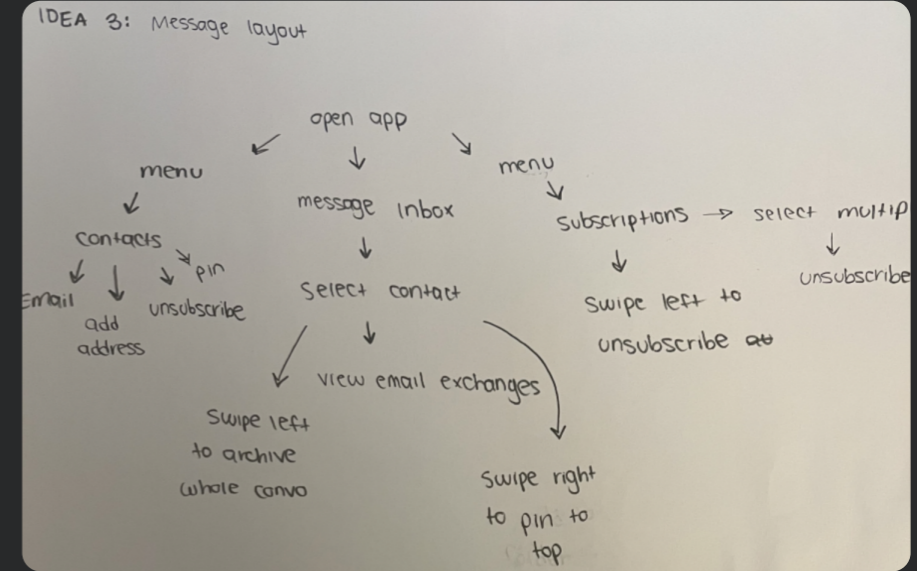 IDEA 3: Message layout
open app
menu
message inbox
menu
contacts
Email
add
address
unsubscribe
pin
select contact
swipe left
to archive
whole convo
view email exchanges
swipe right
to pin to
top
subscriptions → select multip
swipe left to
unsubscribe
unsubscribe